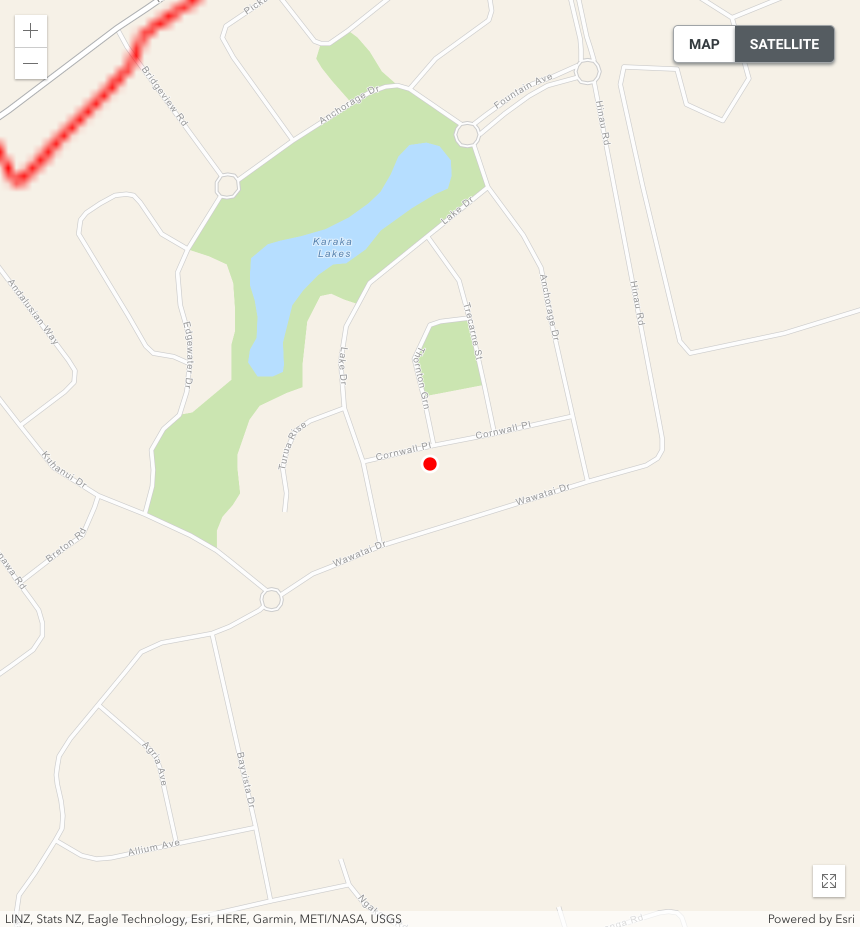 MAP
SATELLITE
Bridgeview Rd
Anchorage Dr
Fountain Ave
Hinau Rd
Karaka
Lakes
Lake Dr
Andalusian Way
Edgewater Dr
Lake Dr
Trecarne St
Anchorage Dr
Hinau Rd
Thornton Grn
Turua Rise
Cornwall Pl
Cornwall Pl
Kuhanui Dr
Wawatai Dr
Breton Rd
Wawatai Dr
Agria Ave
Bayvista Dr
Allium Ave
LINZ, Stats NZ, Eagle Technology, Esri, HERE, Garmin, METI/NASA, USGS
Powered by Esri